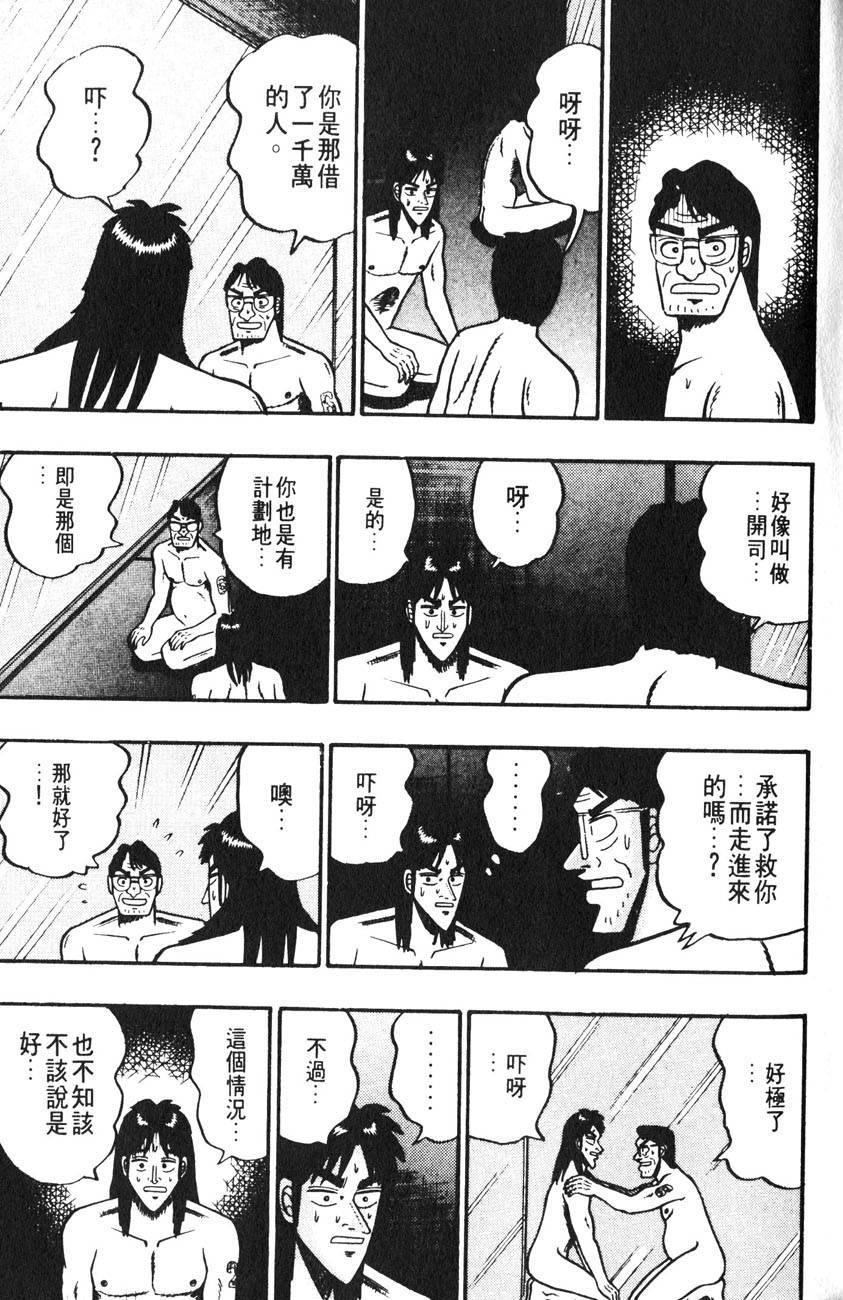 呀呀…
你是那借
了一千萬
的人。
吓…?
好像叫做
…開司…
呀…
是的…
你也是有
計劃地…
即是那個
…
承諾了救你
…而走進來
的嗎…?
……
吓呀…
噢…
那就好了
…!
好極了
…
吓呀
…
……
不過…
這個情況…
也不知該
不該說是
好…